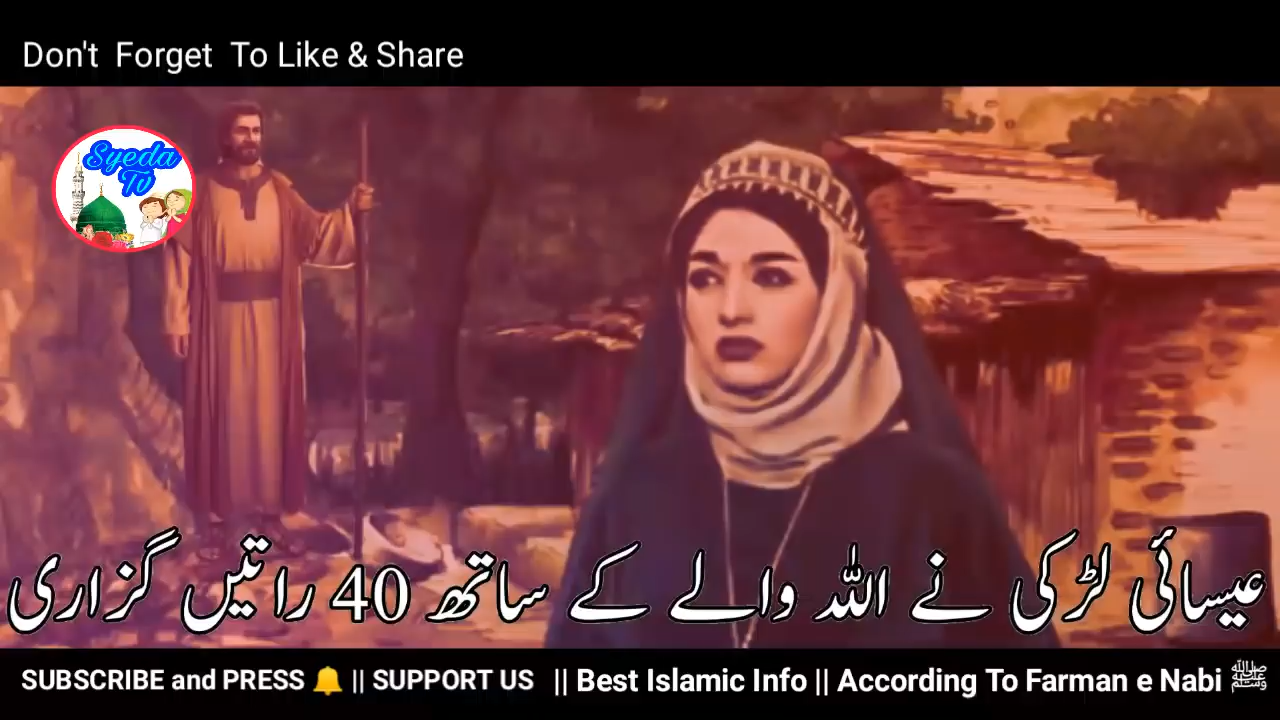 Don't Forget To Like & Share
Syeda
Tv
عیسائی لڑکی نے اللہ والے کے ساتھ 40 راتیں گزاری
SUBSCRIBE and PRESS 🔔 || SUPPORT US || Best Islamic Info || According To Farman e Nabi ﷺ